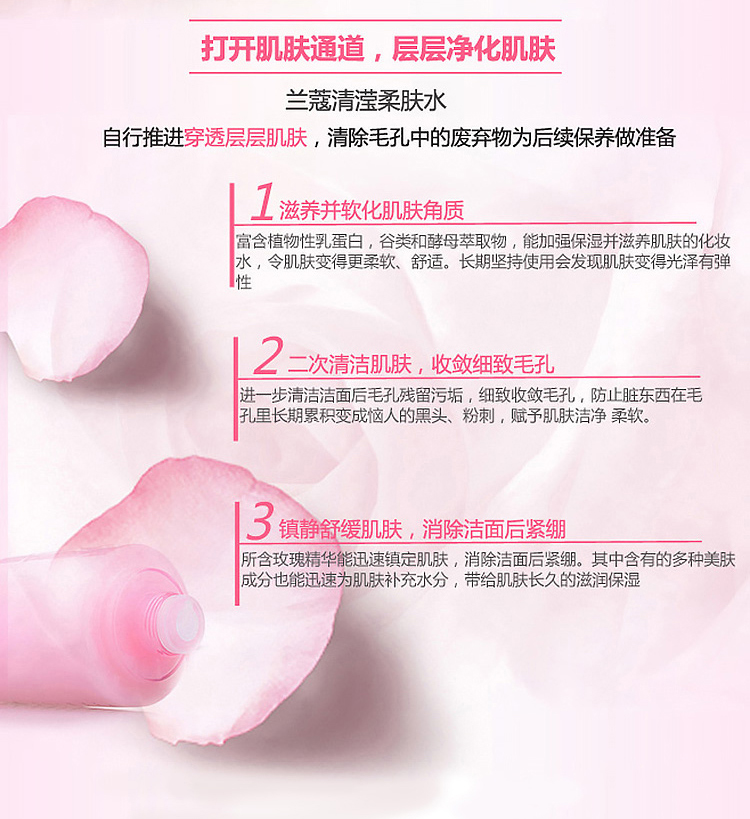 打开肌肤通道，层层净化肌肤
兰蔻清滢柔肤水
自行推进穿透层层肌肤，清除毛孔中的废弃物为后续保养做准备
1 滋养并软化肌肤角质
富含植物性乳蛋白，谷类和酵母萃取物，能加强保湿并滋养肌肤的化妆
水，令肌肤变得更柔软、舒适。长期坚持使用会发现肌肤变得光泽有弹
性
2 二次清洁肌肤，收敛细致毛孔
进一步清洁洁面后毛孔残留污垢，细致收敛毛孔，防止脏东西在毛
孔里长期累积变成恼人的黑头、粉刺，赋予肌肤洁净 柔软。
3 镇静舒缓肌肤，消除洁面后紧绷
所含玫瑰精华能迅速镇定肌肤，消除洁面后紧绷。其中含有的多种美肤
成分也能迅速为肌肤补充水分，带给肌肤长久的滋润保湿